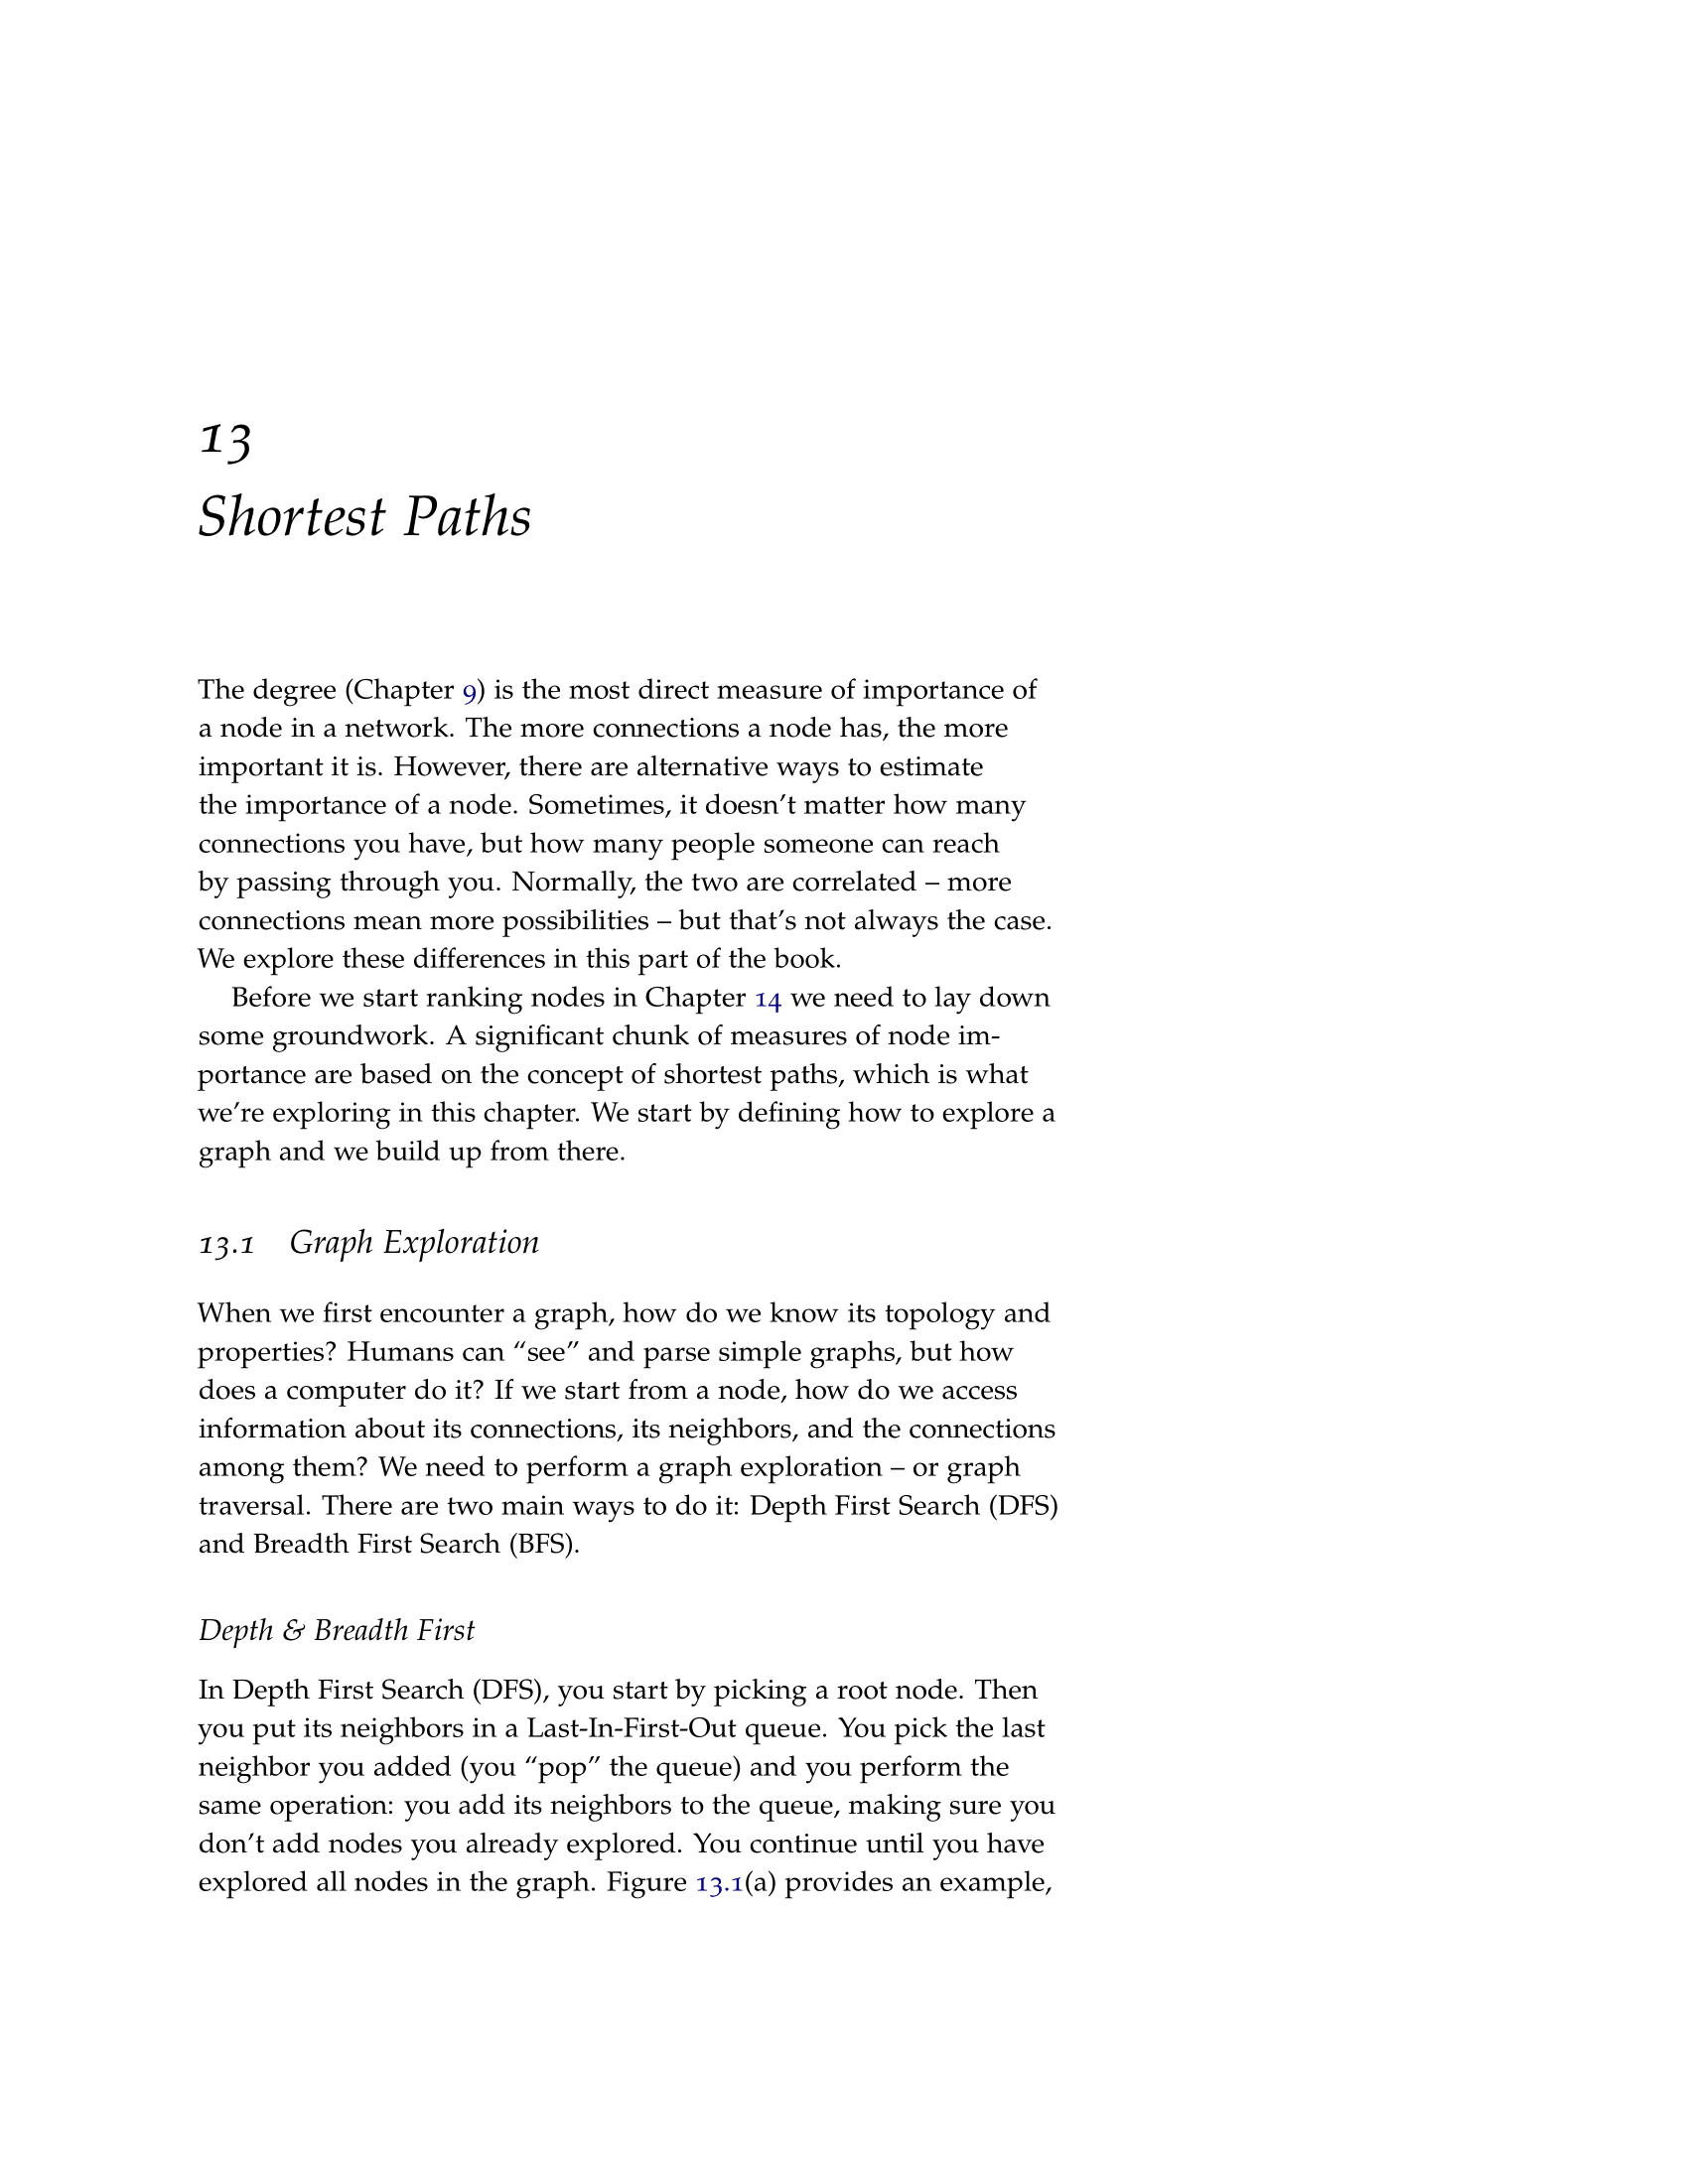 13
Shortest Paths
The degree (Chapter 9) is the most direct measure of importance of
a node in a network. The more connections a node has, the more
important it is. However, there are alternative ways to estimate
the importance of a node. Sometimes, it doesn’t matter how many
connections you have, but how many people someone can reach
by passing through you. Normally, the two are correlated – more
connections mean more possibilities – but that’s not always the case.
We explore these differences in this part of the book.
Before we start ranking nodes in Chapter 14 we need to lay down
some groundwork. A significant chunk of measures of node im-
portance are based on the concept of shortest paths, which is what
we’re exploring in this chapter. We start by defining how to explore a
graph and we build up from there.
13.1 Graph Exploration
When we first encounter a graph, how do we know its topology and
properties? Humans can “see” and parse simple graphs, but how
does a computer do it? If we start from a node, how do we access
information about its connections, its neighbors, and the connections
among them? We need to perform a graph exploration – or graph
traversal. There are two main ways to do it: Depth First Search (DFS)
and Breadth First Search (BFS).
Depth & Breadth First
In Depth First Search (DFS), you start by picking a root node. Then
you put its neighbors in a Last-In-First-Out queue. You pick the last
neighbor you added (you “pop” the queue) and you perform the
same operation: you add its neighbors to the queue, making sure you
don’t add nodes you already explored. You continue until you have
explored all nodes in the graph. Figure 13.1(a) provides an example,